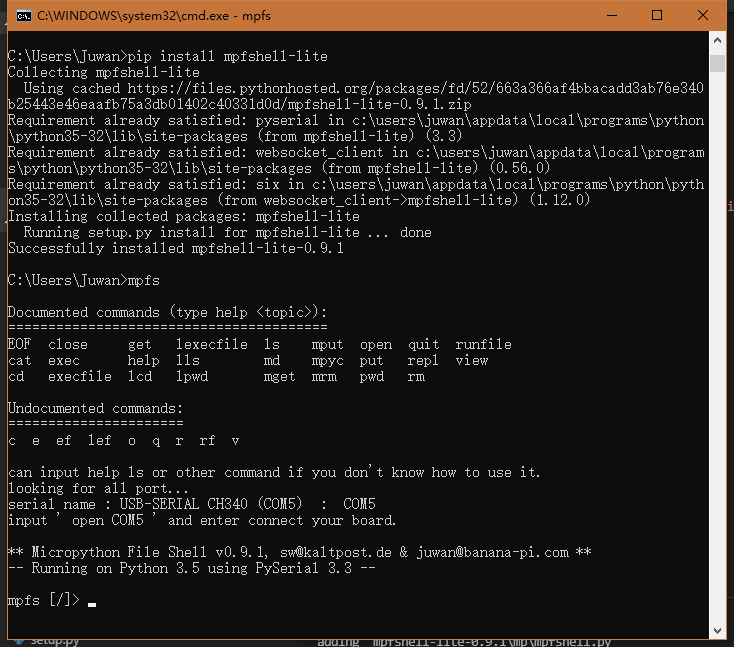 C:\WINDOWS\system32\cmd.exe - mpfs
C:\Users\Juwan>pip install mpfshell-lite
Collecting mpfshell-lite
  Using cached https://files.pythonhosted.org/packages/fd/52/663a366af4bbacadd3ab76e340
b25443e46eaafb75a3db01402c40331d0d/mpfshell-lite-0.9.1.zip
Requirement already satisfied: pyserial in c:\users\juwan\appdata\local\programs\python
\python35-32\lib\site-packages (from mpfshell-lite) (3.3)
Requirement already satisfied: websocket_client in c:\users\juwan\appdata\local\program
s\python\python35-32\lib\site-packages (from mpfshell-lite) (0.56.0)
Requirement already satisfied: six in c:\users\juwan\appdata\local\programs\python\pyth
on35-32\lib\site-packages (from websocket_client->mpfshell-lite) (1.12.0)
Installing collected packages: mpfshell-lite
  Running setup.py install for mpfshell-lite ... done
Successfully installed mpfshell-lite-0.9.1
C:\Users\Juwan>mpfs
Documented commands (type help <topic>):
========================================
EOF  close     get   lexecfile  ls    mput  open  quit  runfile
cat  exec      help  lls        md    mpyc  put   repl  view
cd   execfile  lcd   lpwd       mget  mrm   pwd   rm
Undocumented commands:
======================
c  e  ef  lef  o  q  r  rf  v
can input help ls or other command if you don't know how to use it.
looking for all port...
serial name : USB-SERIAL CH340 (COM5)  :  COM5
input ' open COM5 ' and enter connect your board.
** Micropython File Shell v0.9.1, sw@kaltpost.de & juwan@banana-pi.com **
-- Running on Python 3.5 using PySerial 3.3 --
mpfs [/]>
setup.py
adding 'mpfshell-lite-0.9.1\mp\mpfshell.py